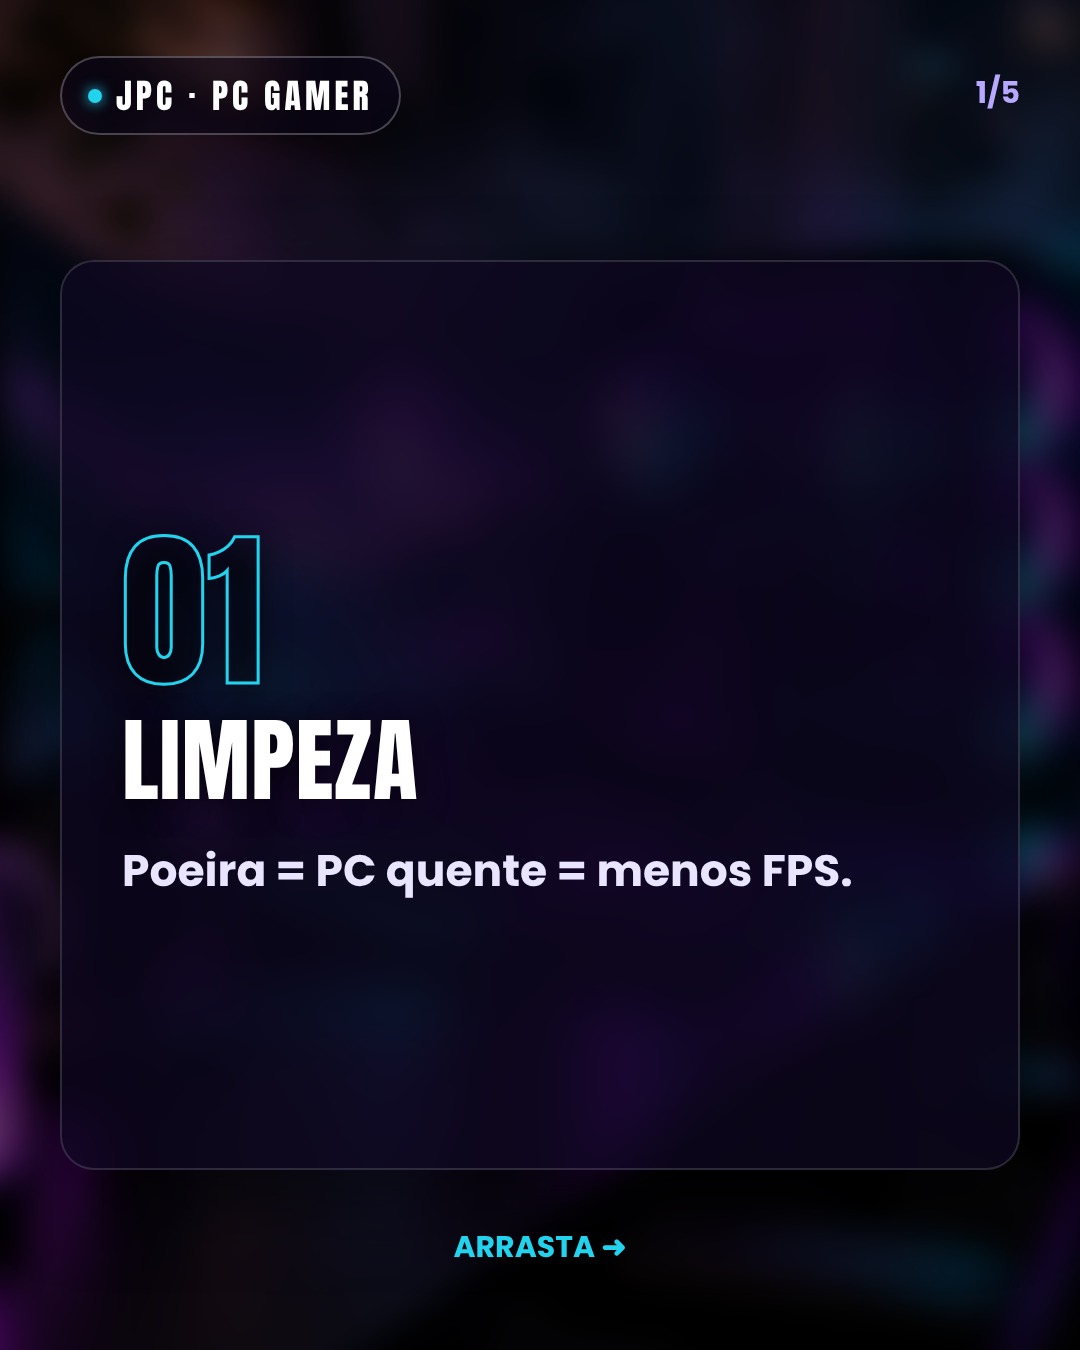 JPC · PC GAMER
1/5
01
LIMPEZA
Poeira = PC quente = menos FPS.
ARRASTA ➜